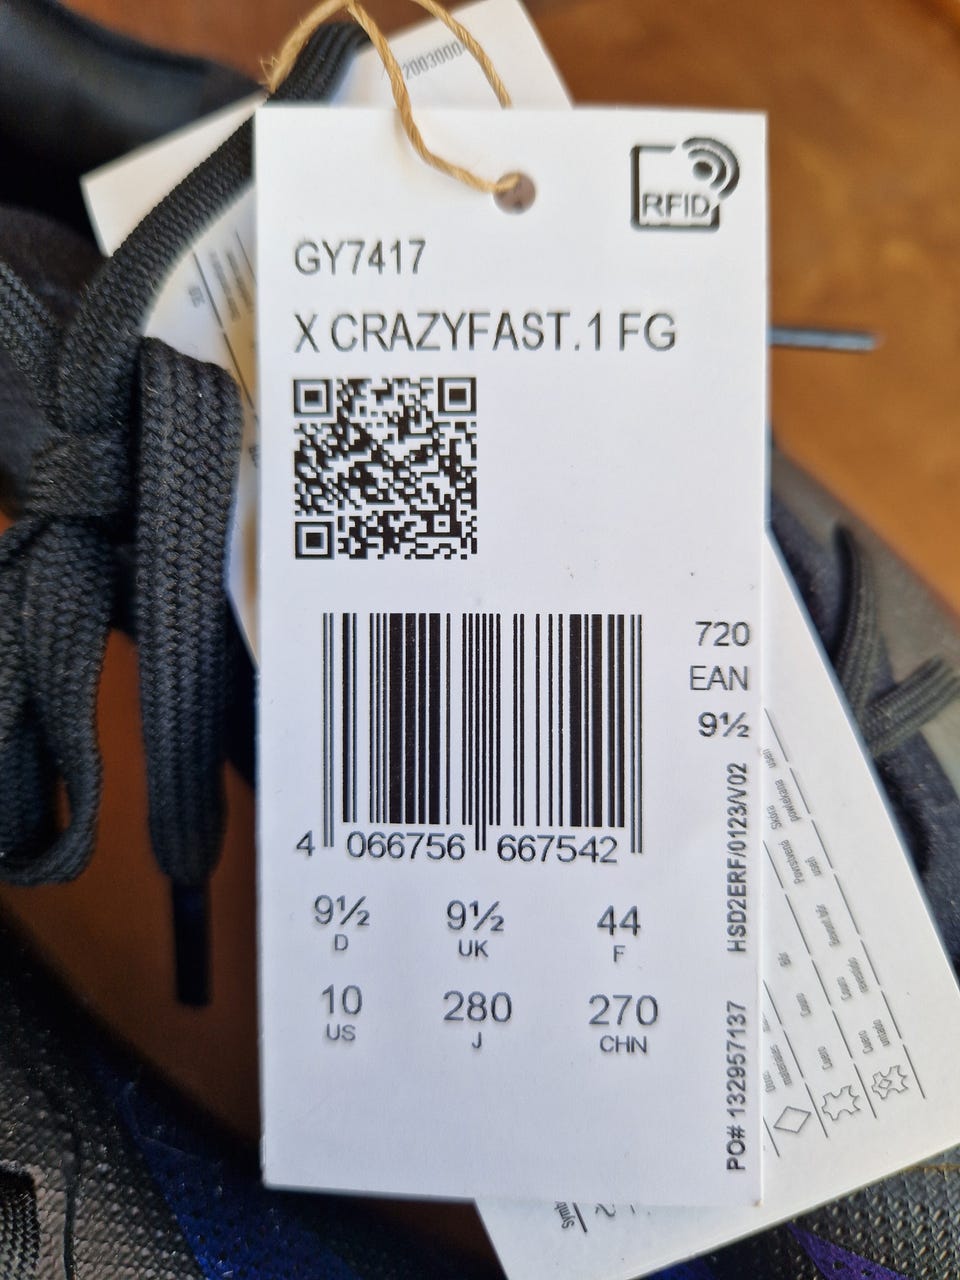 RFID
GY7417
X CRAZYFAST.1 FG
720
EAN
9½
4 066756 667542
9½
D
9½
UK
44
F
10
US
280
J
270
CHN
HSD2ERF/0123/V02
PO# 132957137